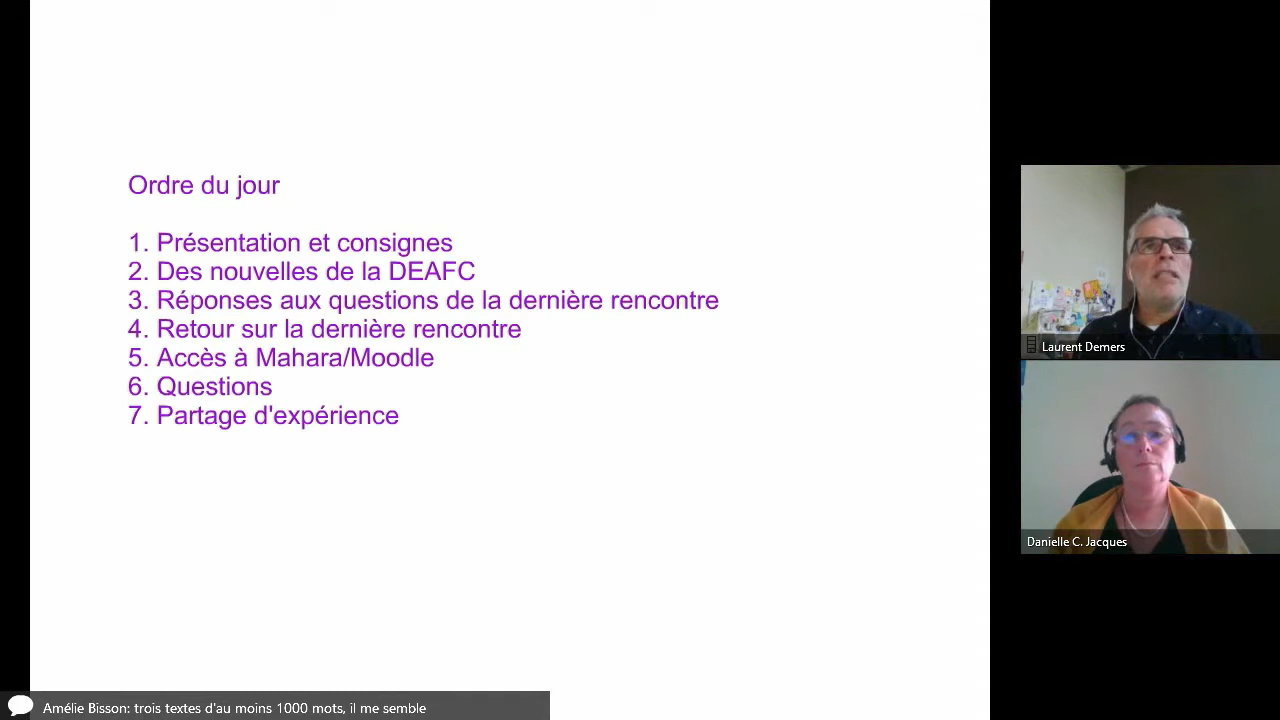 Ordre du jour
1. Présentation et consignes
2. Des nouvelles de la DEAFC
3. Réponses aux questions de la dernière rencontre
4. Retour sur la dernière rencontre
5. Accès à Mahara/Moodle
6. Questions
7. Partage d'expérience
Laurent Demers
Danielle C. Jacques
Amélie Bisson: trois textes d'au moins 1000 mots, il me semble